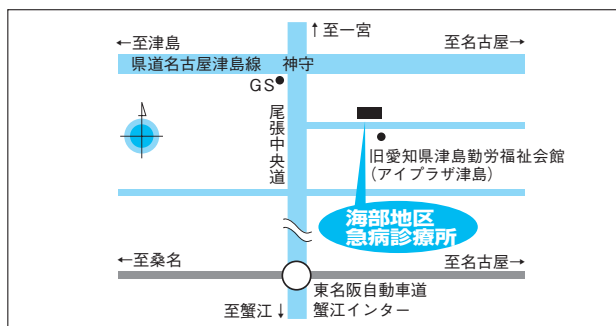 ↑至一宮
←至津島
至名古屋→
県道名古屋津島線 神守
GS
尾張中央道
旧愛知県津島勤労福祉会館
(アイプラザ津島)
海部地区
急病診療所
←至桑名
至名古屋→
東名阪自動車道
蟹江インター
至蟹江↓